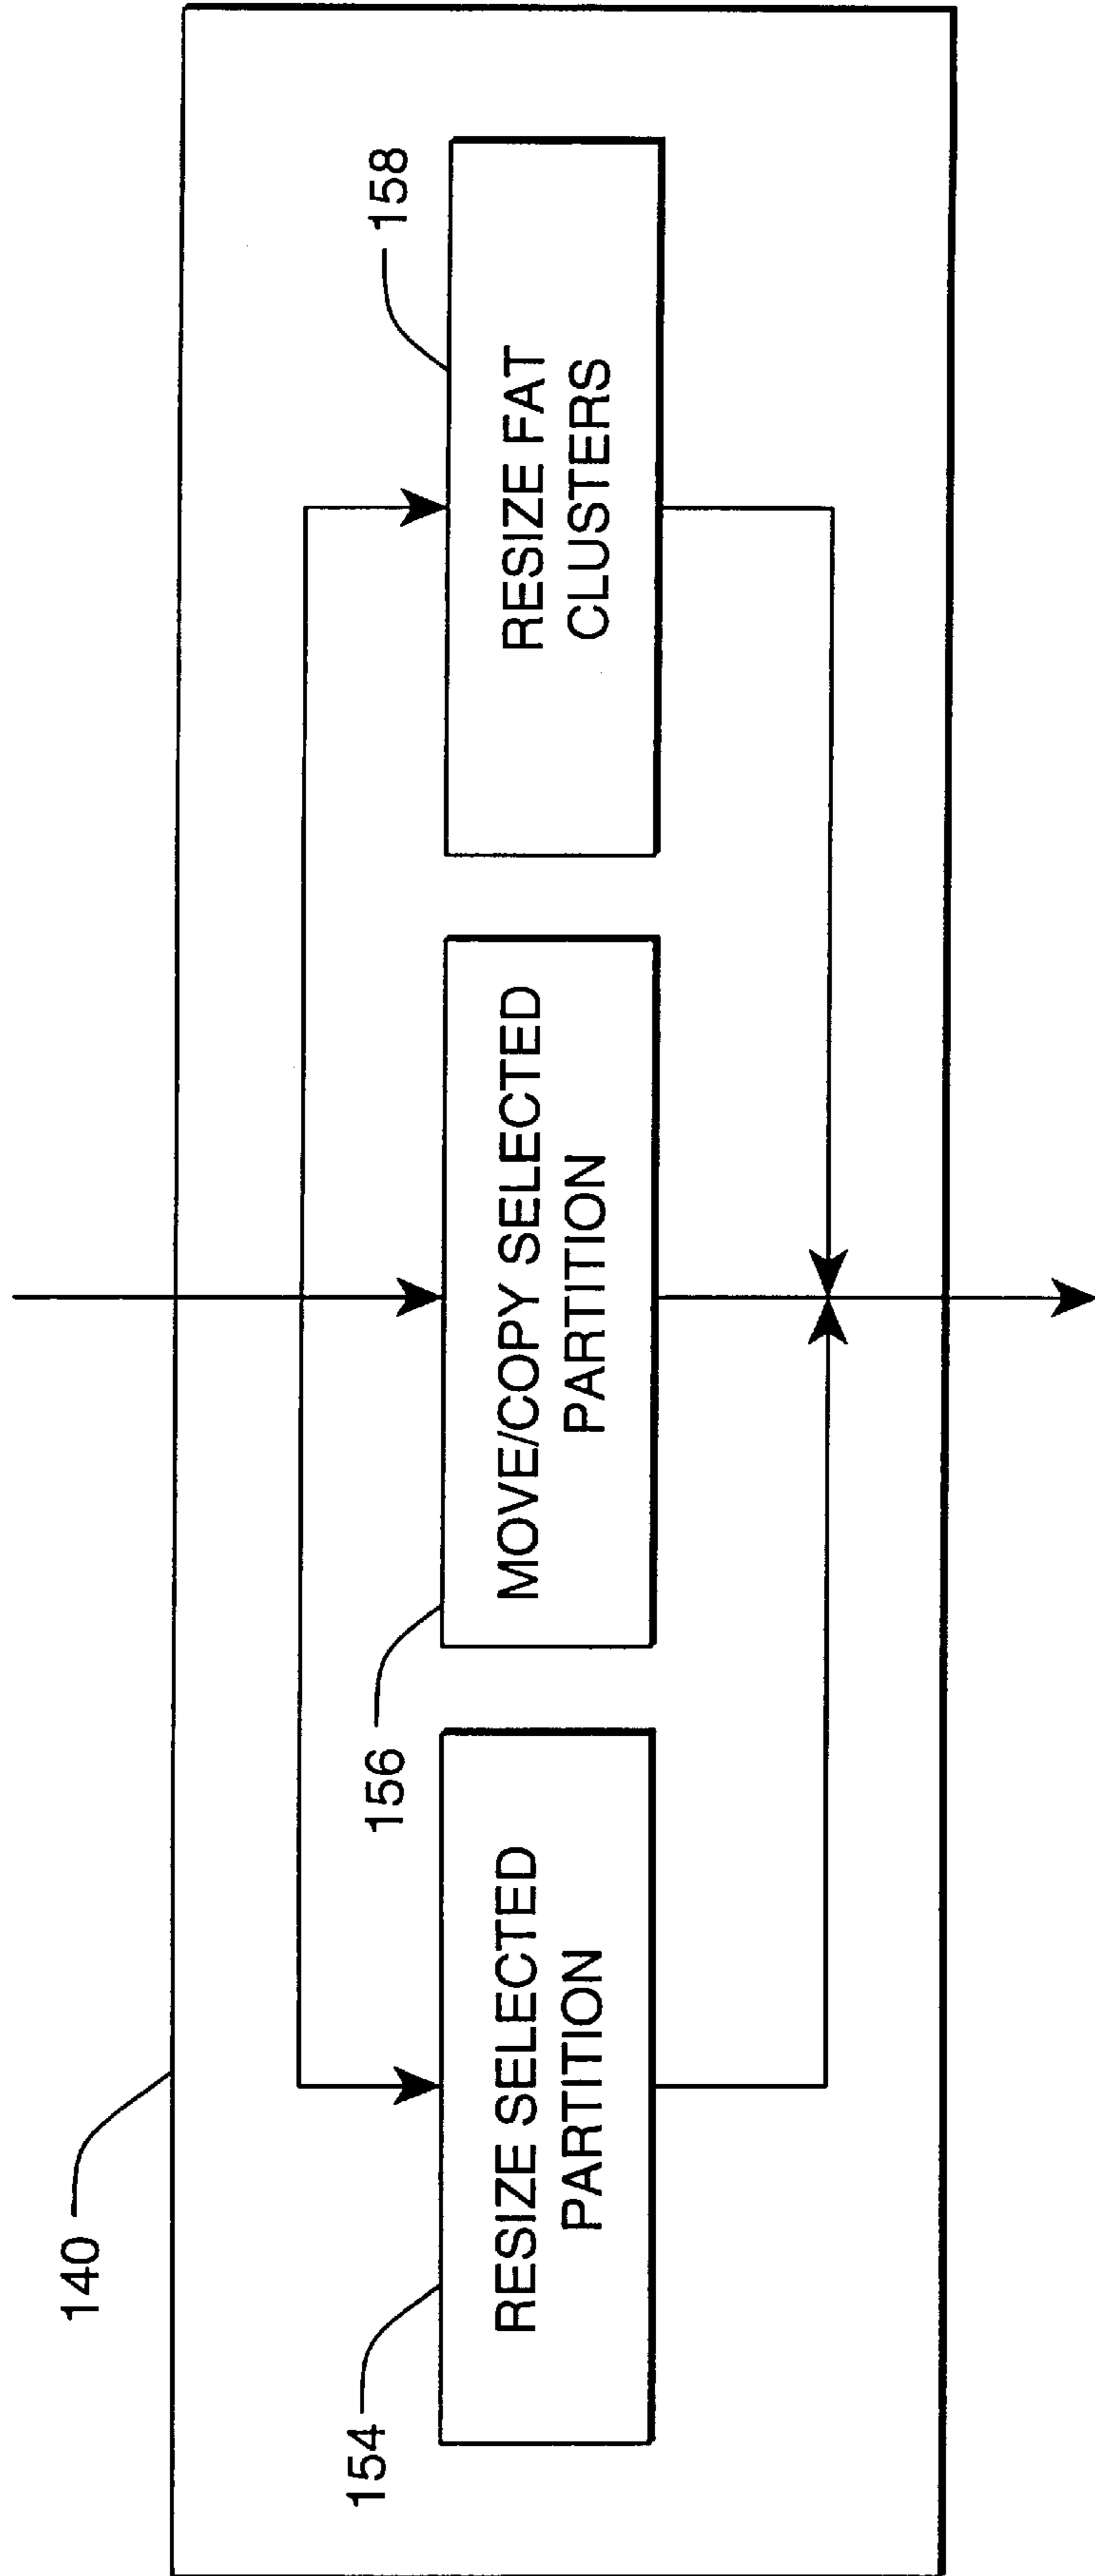 140
154
RESIZE SELECTED
PARTITION
156
MOVE/COPY SELECTED
PARTITION
158
RESIZE FAT
CLUSTERS